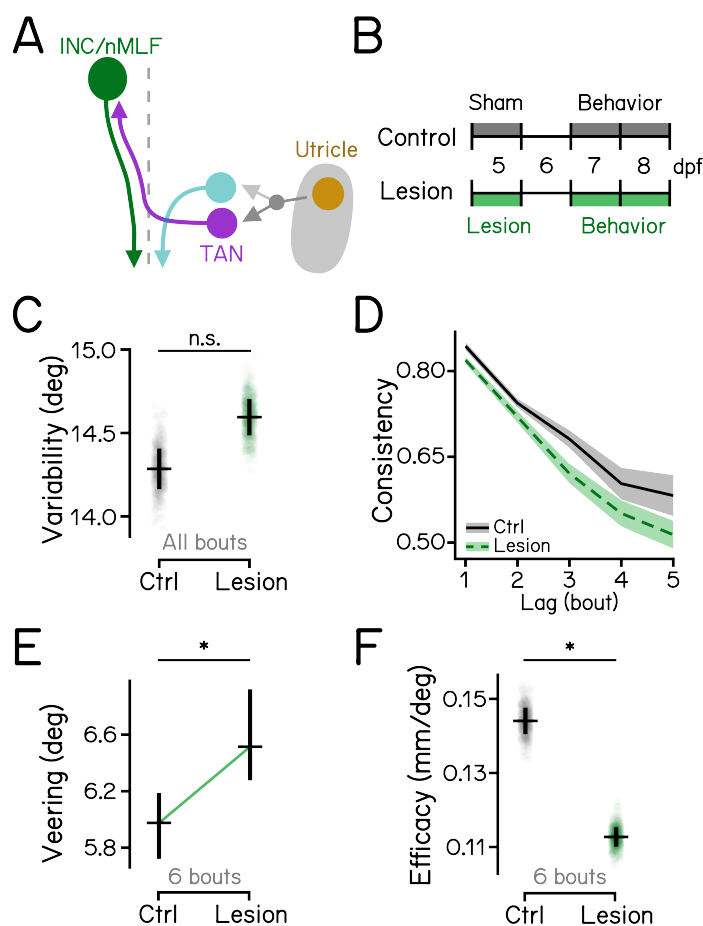 A
INC/nMLF
Utricle
TAN
B
Sham Behavior
Control
5 6 7 8 dpf
Lesion
Lesion Behavior
C
n.s.
Variability (deg)
15.0
14.5
14.0
All bouts
Ctrl Lesion
D
Consistency
0.80
0.65
0.50
Ctrl
Lesion
1 2 3 4 5
Lag (bout)
E
*
Veering (deg)
6.6
6.2
5.8
6 bouts
Ctrl Lesion
F
*
Efficacy (mm/deg)
0.15
0.13
0.11
6 bouts
Ctrl Lesion